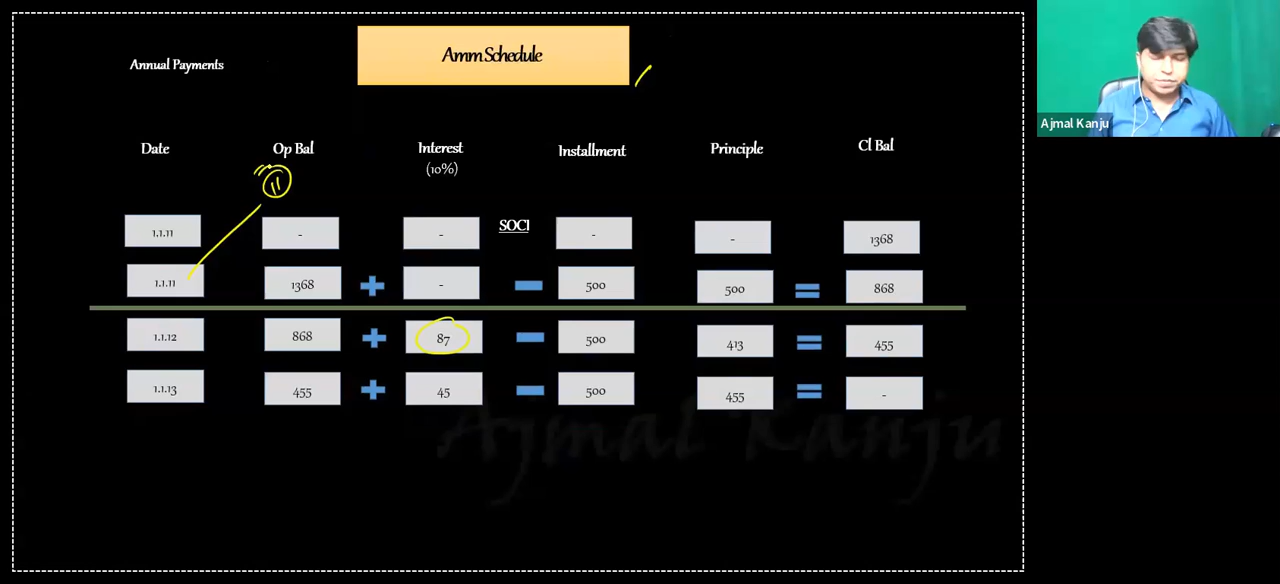 Amm Schedule
Annual Payments
Date Op Bal Interest Installment Principle Cl Bal
(10%)
11
SOCI
1.1.11 - - - - 1368
1.1.11 1368 + - - 500 500 = 868
1.1.12 868 + 87 - 500 413 = 455
1.1.13 455 + 45 - 500 455 = -
Ajmal Kanju
Ajmal Kanju